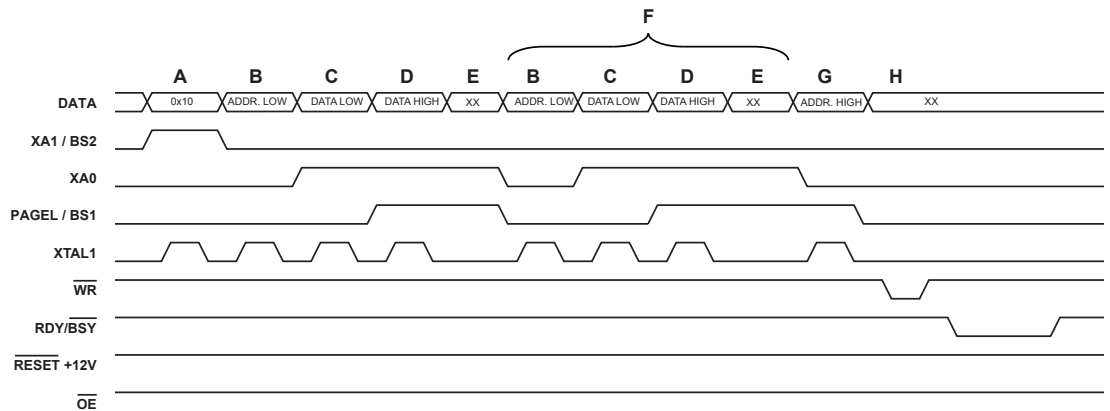 F
A B C D E B C D E G H
DATA 0x10 ADDR. LOW DATA LOW DATA HIGH XX ADDR. LOW DATA LOW DATA HIGH XX ADDR. HIGH XX
XA1 / BS2
XA0
PAGEL / BS1
XTAL1
WR
RDY/BSY
RESET +12V
OE